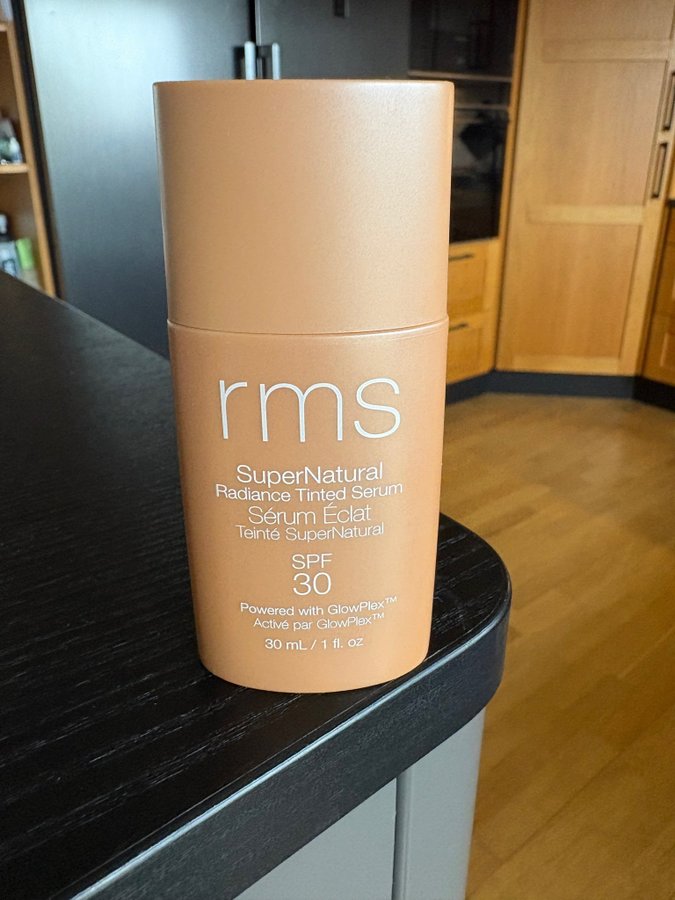 rms
SuperNatural
Radiance Tinted Serum
Sérum Éclat
Teinté SuperNatural
SPF
30
Powered with GlowPlex™
Activé par GlowPlex™
30 mL / 1 fl. oz